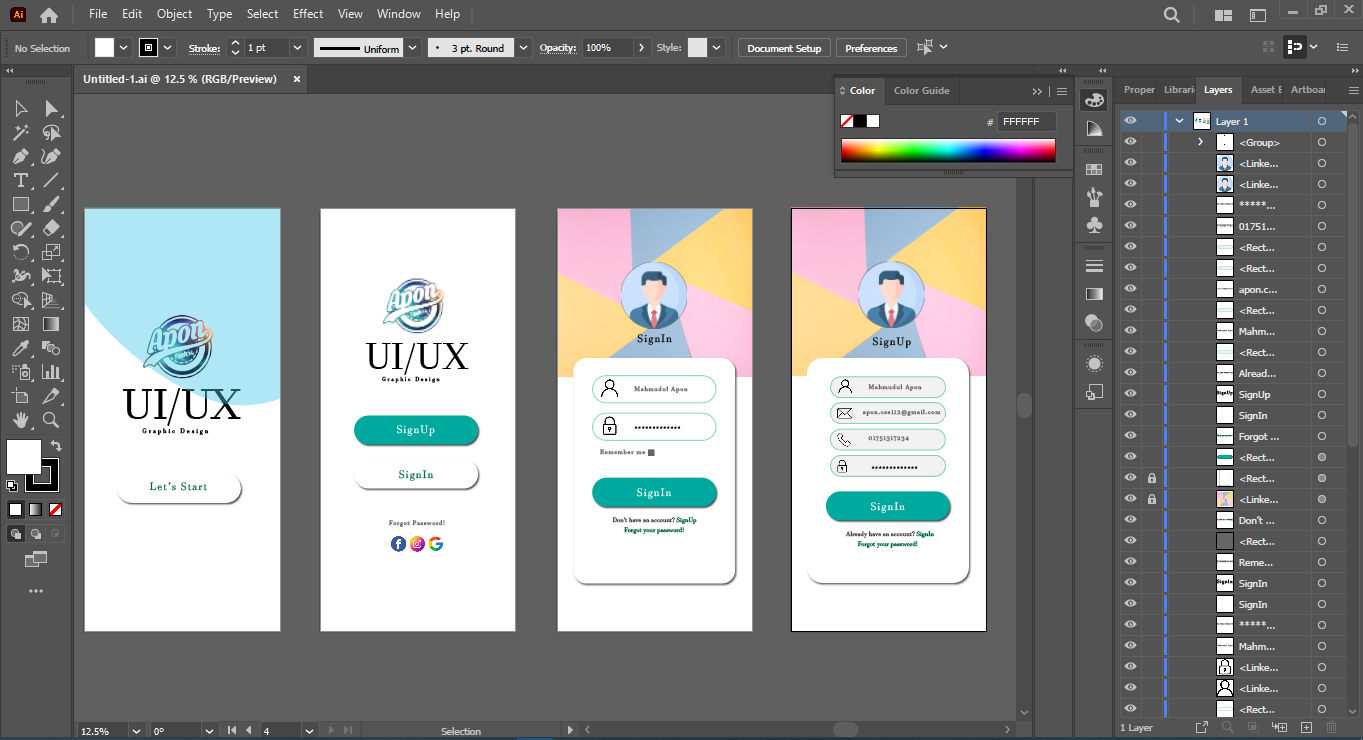 Ai
File Edit Object Type Select Effect View Window Help
No Selection Stroke: 1 pt Uniform 3 pt. Round Opacity: 100% Style: Document Setup Preferences
Untitled-1.ai @ 12.5 % (RGB/Preview) ×
Color Color Guide
# FFFFFF
Proper Librari Layers Asset E Artboar
Layer 1
<Group>
<Linke...
<Linke...
*****...
01751...
<Rect...
<Rect...
apon.c...
<Rect...
Mahm...
<Rect...
Alread...
SignUp
SignIn
Forgot ...
<Rect...
<Rect...
<Linke...
Don't ...
<Rect...
Reme...
SignIn
SignIn
*****...
Mahm...
<Linke...
<Linke...
<Rect...
1 Layer
Apon
UI/UX
Graphic Design
Let's Start
Apon
UI/UX
Graphic Design
SignUp
SignIn
Forgot Password!
SignIn
Mahmudul Apon
•••••••••••••
Remember me
SignIn
Don't have an account? SignUp
Forgot your password!
SignUp
Mahmudul Apon
apon.cse112@gmail.com
01751317234
•••••••••••••
SignIn
Already have an account? SignIn
Forgot your password!
12.5% 0° 4 Selection